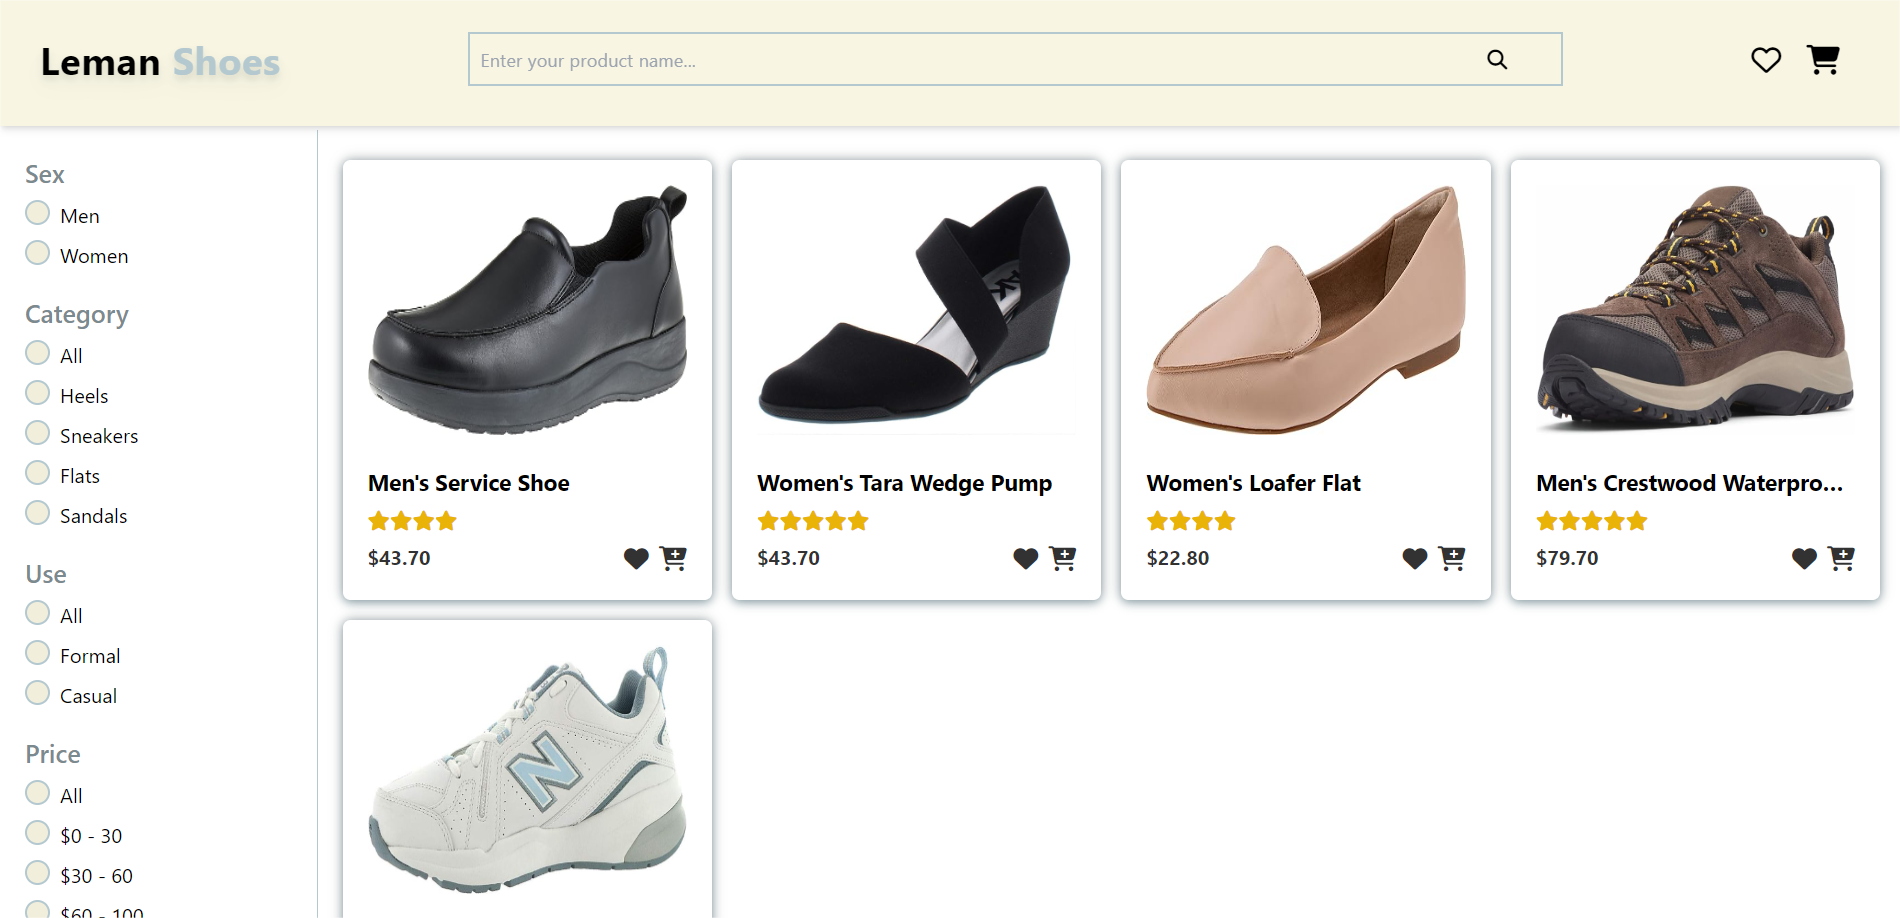 Leman Shoes
Enter your product name...
Sex
Men
Women
Category
All
Heels
Sneakers
Flats
Sandals
Use
All
Formal
Casual
Price
All
$0 - 30
$30 - 60
$60 - 100
Men's Service Shoe
$43.70
Women's Tara Wedge Pump
$43.70
Women's Loafer Flat
$22.80
Men's Crestwood Waterpro...
$79.70
N